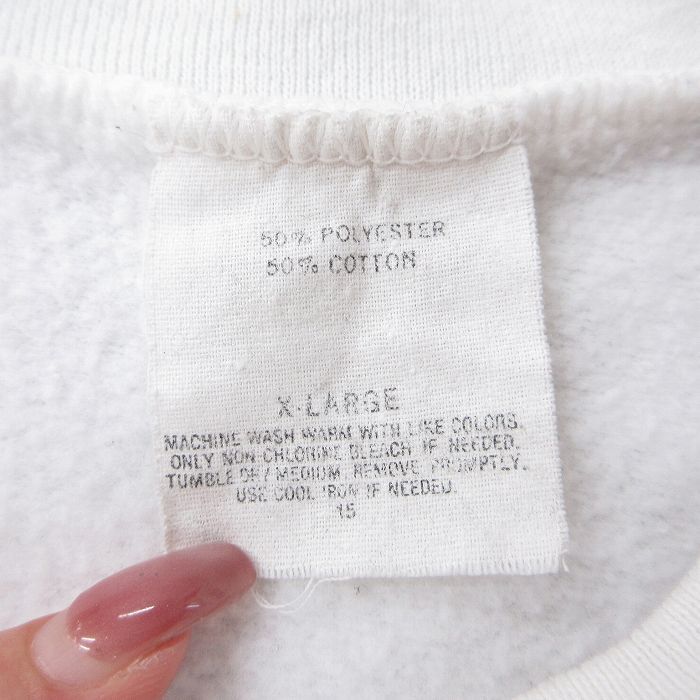 50% POLYESTER
50% COTTON
X-LARGE
MACHINE WASH WARM WITH LIKE COLORS.
ONLY NON-CHLORINE BLEACH IF NEEDED.
TUMBLE DRY MEDIUM. REMOVE PROMPTLY.
USE COOL IRON IF NEEDED.
15